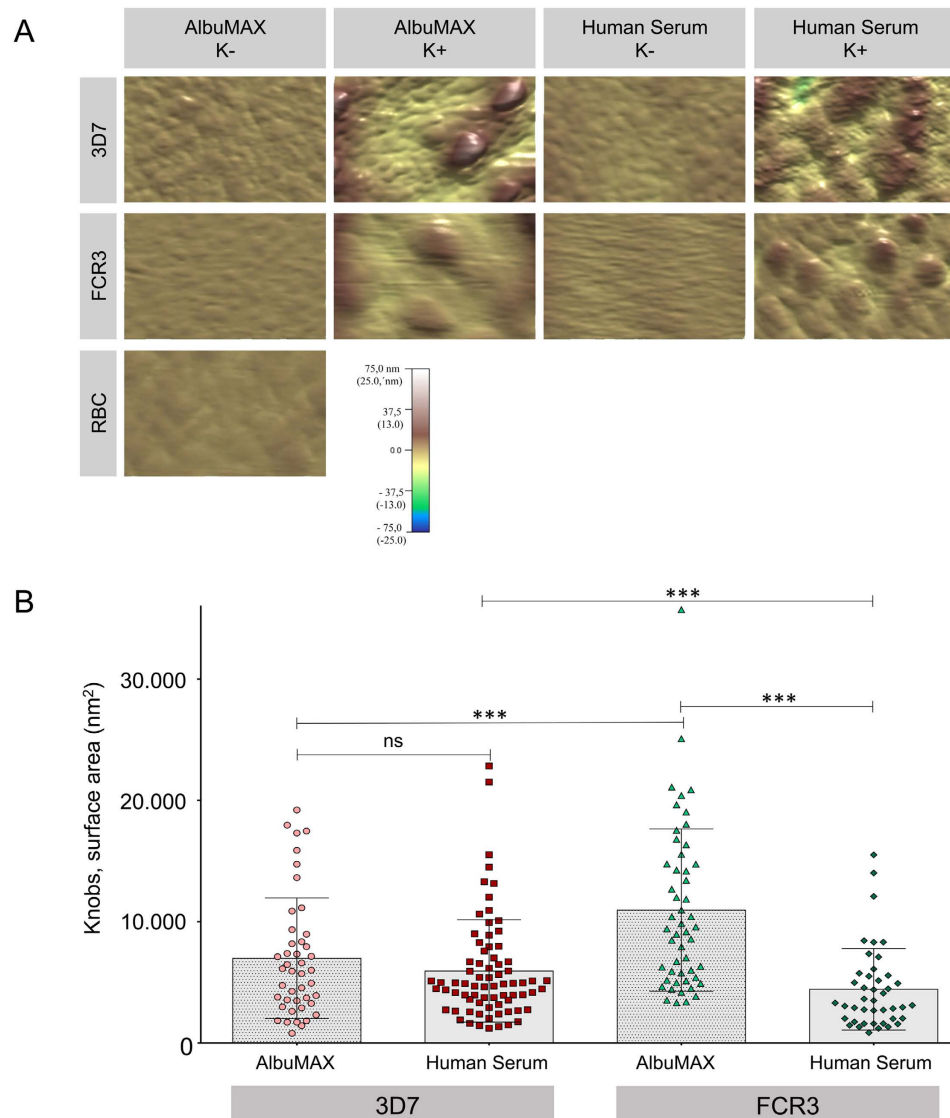 A
AlbuMAX
K-
AlbuMAX
K+
Human Serum
K-
Human Serum
K+
3D7
FCR3
RBC
75,0 nm
(25.0,´nm)
37,5
(13.0)
0 0
- 37,5
(-13.0)
- 75,0
(-25.0)
B
Knobs, surface area (nm²)
30.000
20.000
10.000
0
***
***
***
ns
AlbuMAX
Human Serum
AlbuMAX
Human Serum
3D7
FCR3